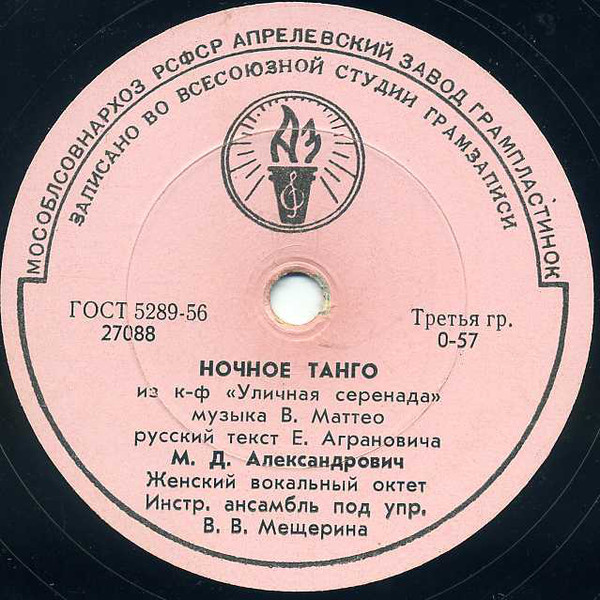 МОСОБЛСОВНАРХОЗ РСФСР АПРЕЛЕВСКИЙ ЗАВОД ГРАМПЛАСТИНОК
ЗАПИСАНО ВО ВСЕСОЮЗНОЙ СТУДИИ ГРАМЗАПИСИ
АЗ
ГОСТ 5289-56
27088
Третья гр.
0-57
НОЧНОЕ ТАНГО
из к-ф «Уличная серенада»
музыка В. Маттео
русский текст Е. Аграновича
М. Д. Александрович
Женский вокальный октет
Инстр. ансамбль под упр.
В. В. Мещерина